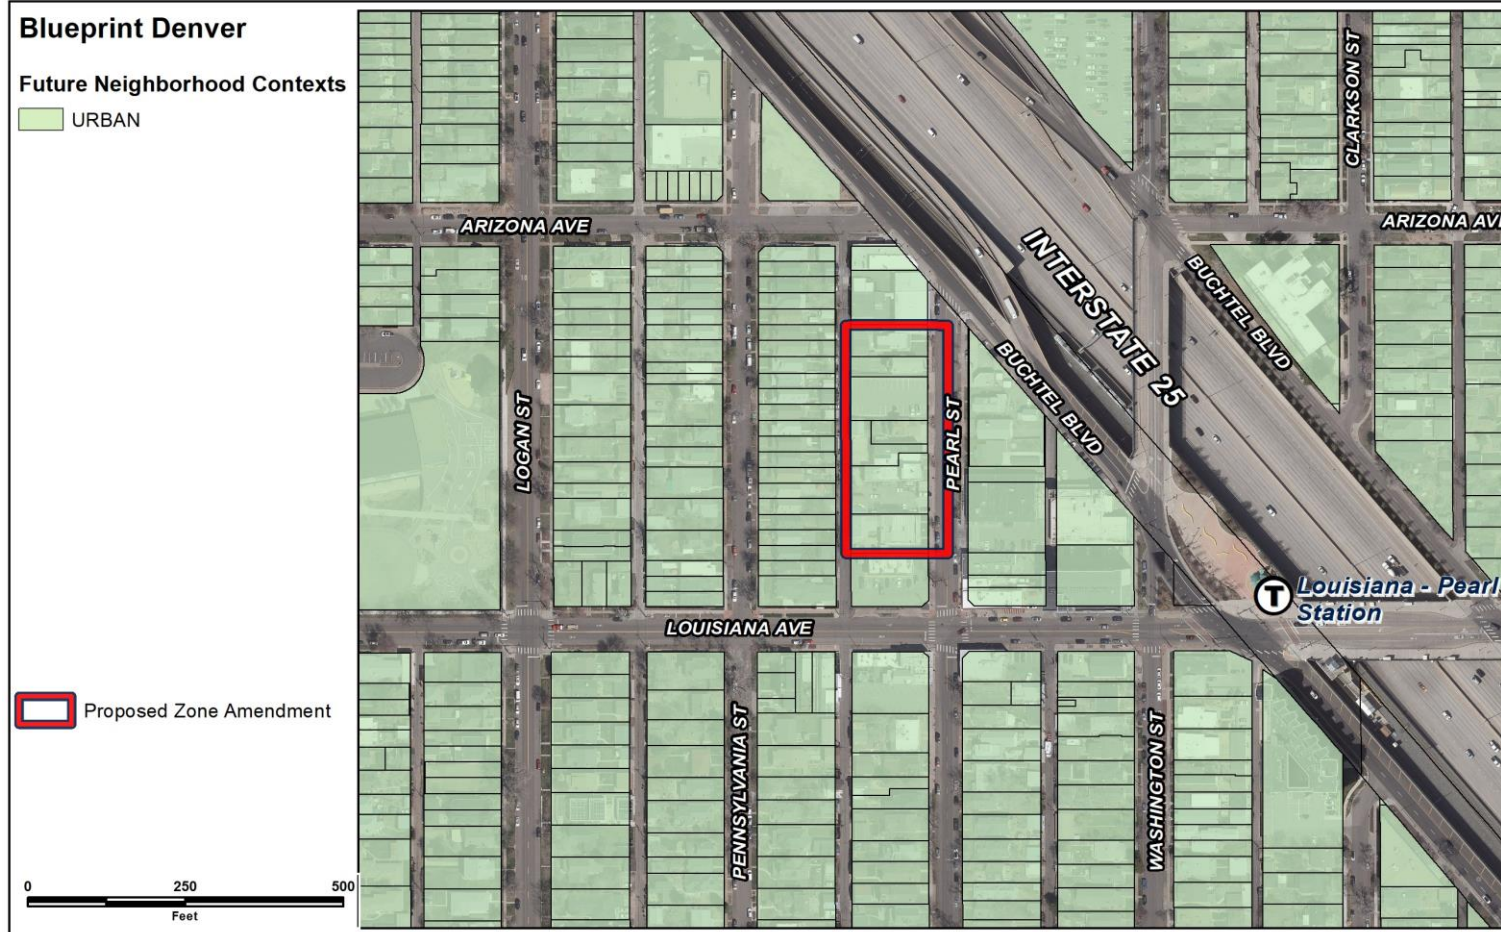 Blueprint Denver
Future Neighborhood Contexts
URBAN
Proposed Zone Amendment
0 250 500
Feet
CLARKSON ST
ARIZONA AVE
ARIZONA AVE
INTERSTATE 25
BUCHTEL BLVD
BUCHTEL BLVD
LOGAN ST
PEARL ST
T
Louisiana - Pearl
Station
LOUISIANA AVE
PENNSYLVANIA ST
WASHINGTON ST